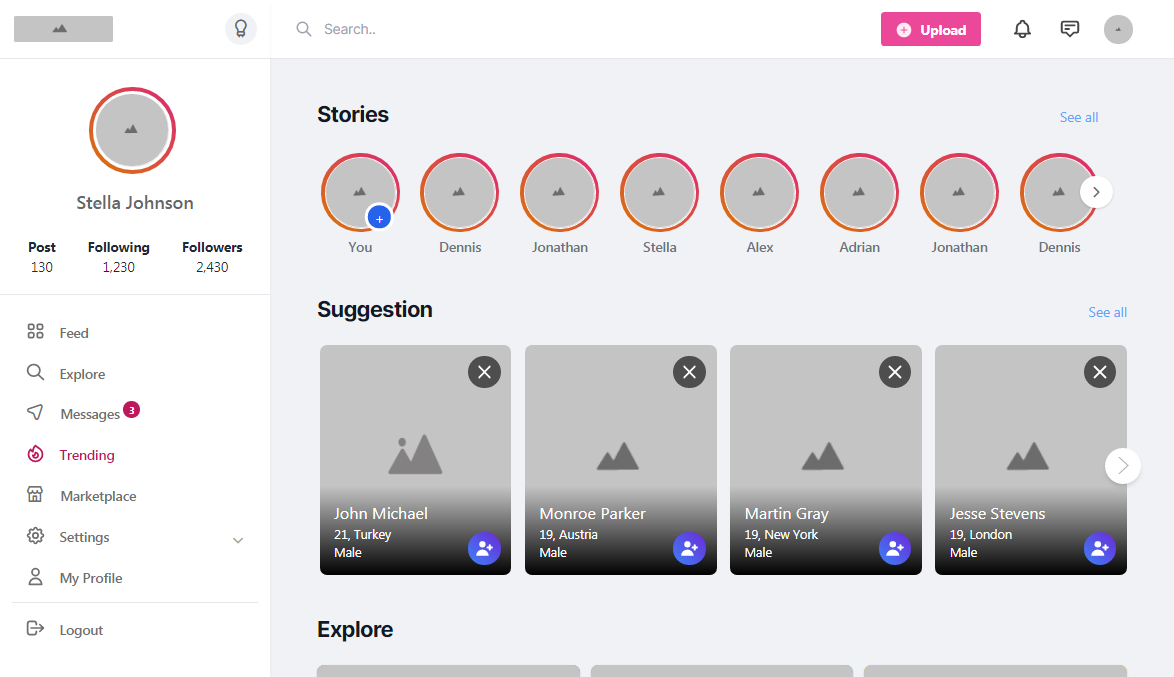 Search..
Upload
Stella Johnson
Post Following Followers
130 1,230 2,430
Feed
Explore
Messages 3
Trending
Marketplace
Settings
My Profile
Logout
Stories
See all
You Dennis Jonathan Stella Alex Adrian Jonathan Dennis
Suggestion
See all
John Michael
21, Turkey
Male
Monroe Parker
19, Austria
Male
Martin Gray
19, New York
Male
Jesse Stevens
19, London
Male
Explore